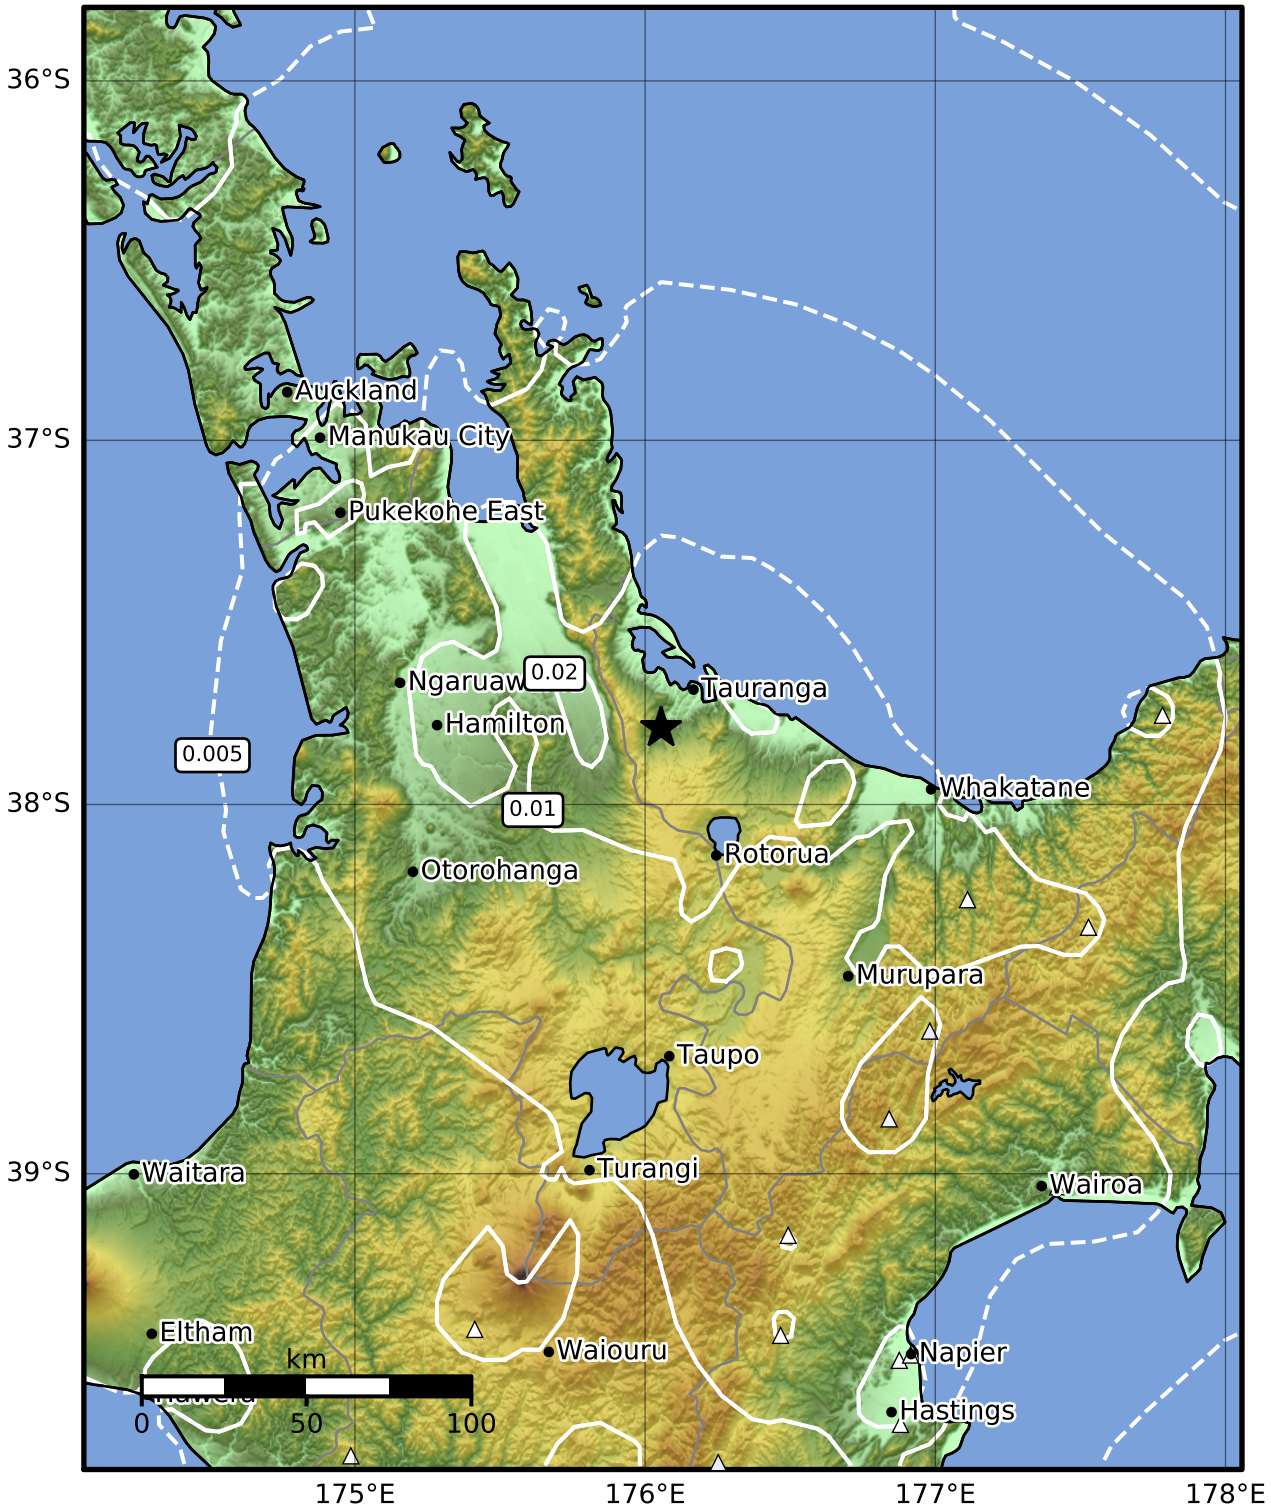 36°S
Auckland
37°S
Manukau City
Pukekohe East
0.02
Ngaruaw
Tauranga
Hamilton
0.005
Whakatane
38°S
0.01
Rotorua
Otorohanga
Murupara
Taupo
39°S
Waitara
Turangi
Wairoa
Eltham
Waiouru
Napier
km
Hawera
Hastings
0 50 100
175°E 176°E 177°E 178°E